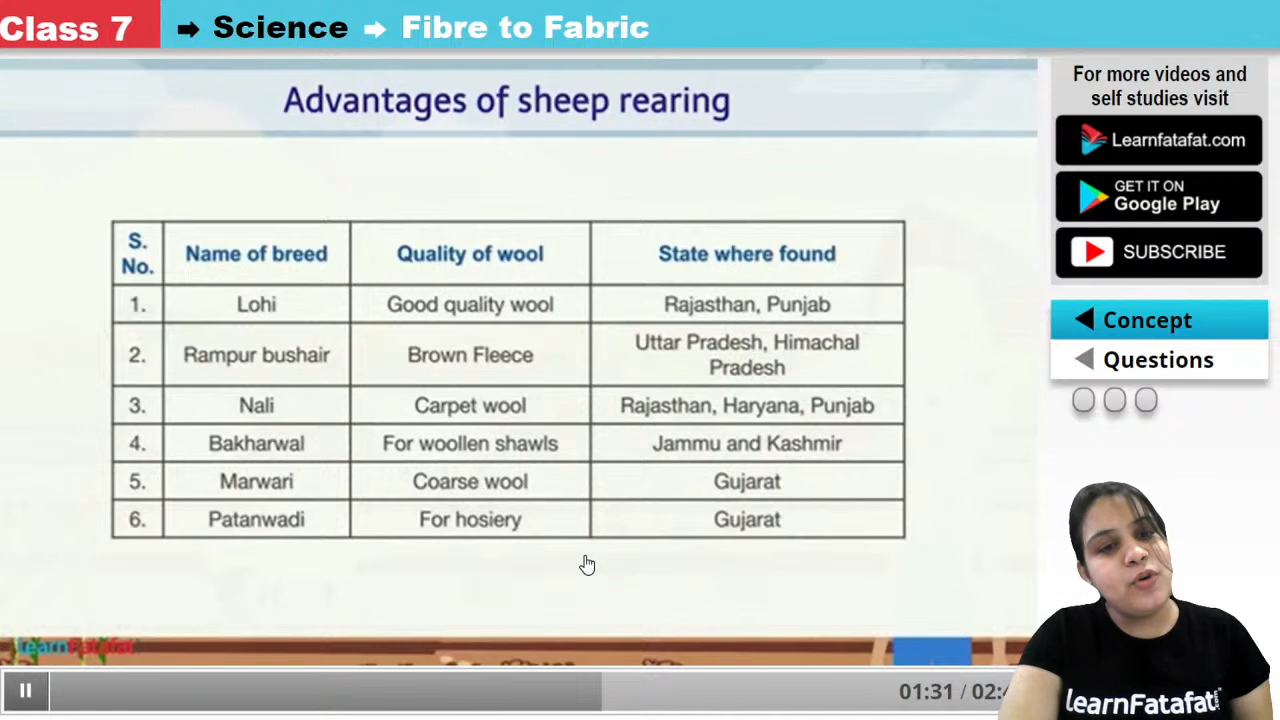 Class 7
➡ Science ➡ Fibre to Fabric
Advantages of sheep rearing
S. No. Name of breed Quality of wool State where found
1. Lohi Good quality wool Rajasthan, Punjab
2. Rampur bushair Brown Fleece Uttar Pradesh, Himachal Pradesh
3. Nali Carpet wool Rajasthan, Haryana, Punjab
4. Bakharwal For woollen shawls Jammu and Kashmir
5. Marwari Coarse wool Gujarat
6. Patanwadi For hosiery Gujarat
For more videos and
self studies visit
Learnfatafat.com
GET IT ON
Google Play
SUBSCRIBE
Concept
Questions
LearnFatafat
01:31 / 02:
learnFatafat.com